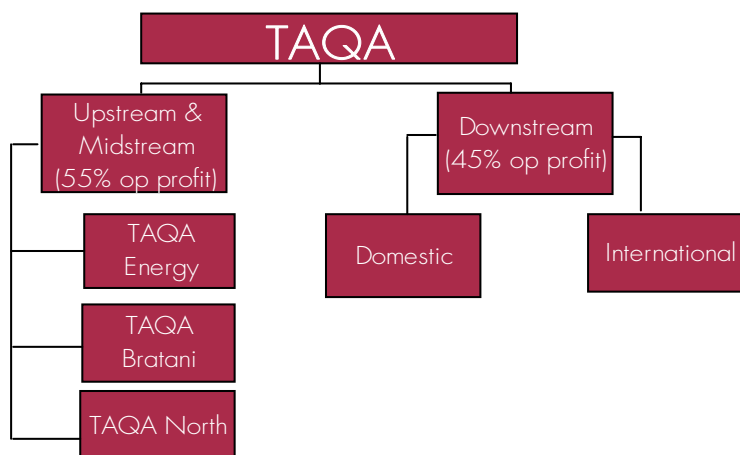 TAQA
Upstream &
Midstream
(55% op profit)
Downstream
(45% op profit)
TAQA
Energy
Domestic
International
TAQA
Bratani
TAQA North